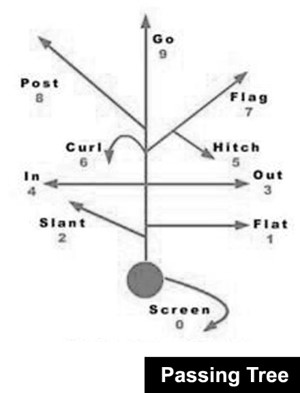 Go
9
Post
8
Flag
7
Curl
6
Hitch
5
In
4
Out
3
Slant
2
Flat
1
Screen
0
Passing Tree